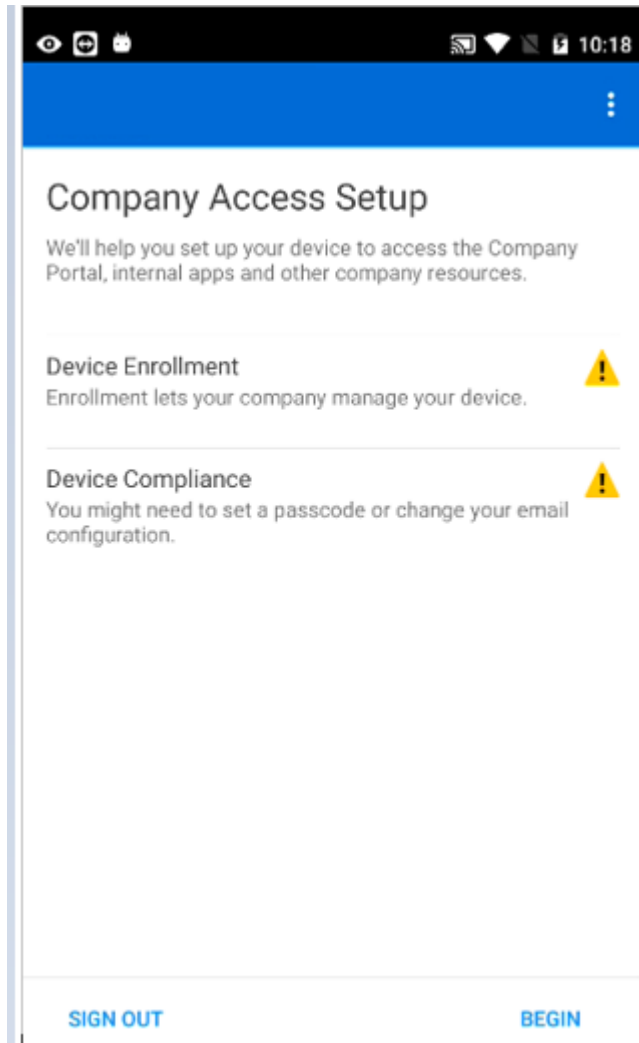 10:18
Company Access Setup
We'll help you set up your device to access the Company
Portal, internal apps and other company resources.
Device Enrollment
Enrollment lets your company manage your device.
Device Compliance
You might need to set a passcode or change your email
configuration.
SIGN OUT
BEGIN